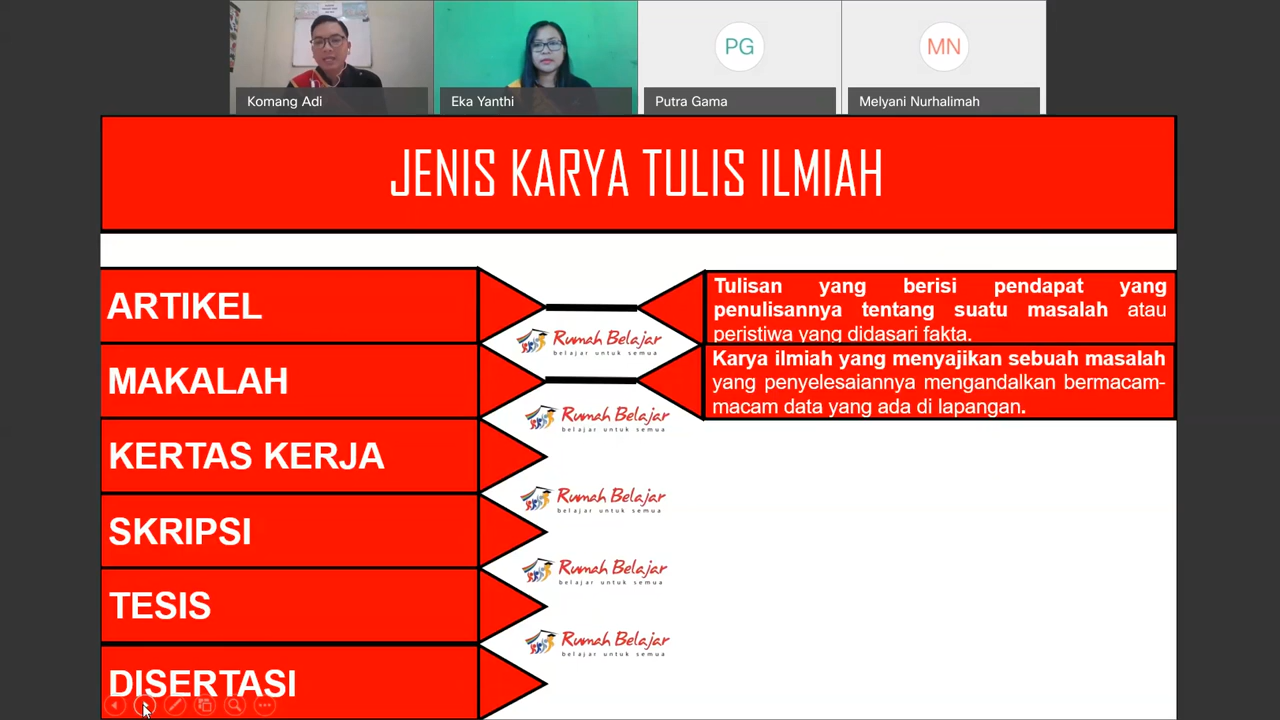 Komang Adi
Eka Yanthi
PG
Putra Gama
MN
Melyani Nurhalimah
JENIS KARYA TULIS ILMIAH
ARTIKEL
Tulisan yang berisi pendapat yang
penulisannya tentang suatu masalah atau
peristiwa yang didasari fakta.
Rumah Belajar
belajar untuk semua
MAKALAH
Karya ilmiah yang menyajikan sebuah masalah
yang penyelesaiannya mengandalkan bermacam-
macam data yang ada di lapangan.
Rumah Belajar
belajar untuk semua
KERTAS KERJA
Rumah Belajar
belajar untuk semua
SKRIPSI
Rumah Belajar
belajar untuk semua
TESIS
Rumah Belajar
belajar untuk semua
DISERTASI